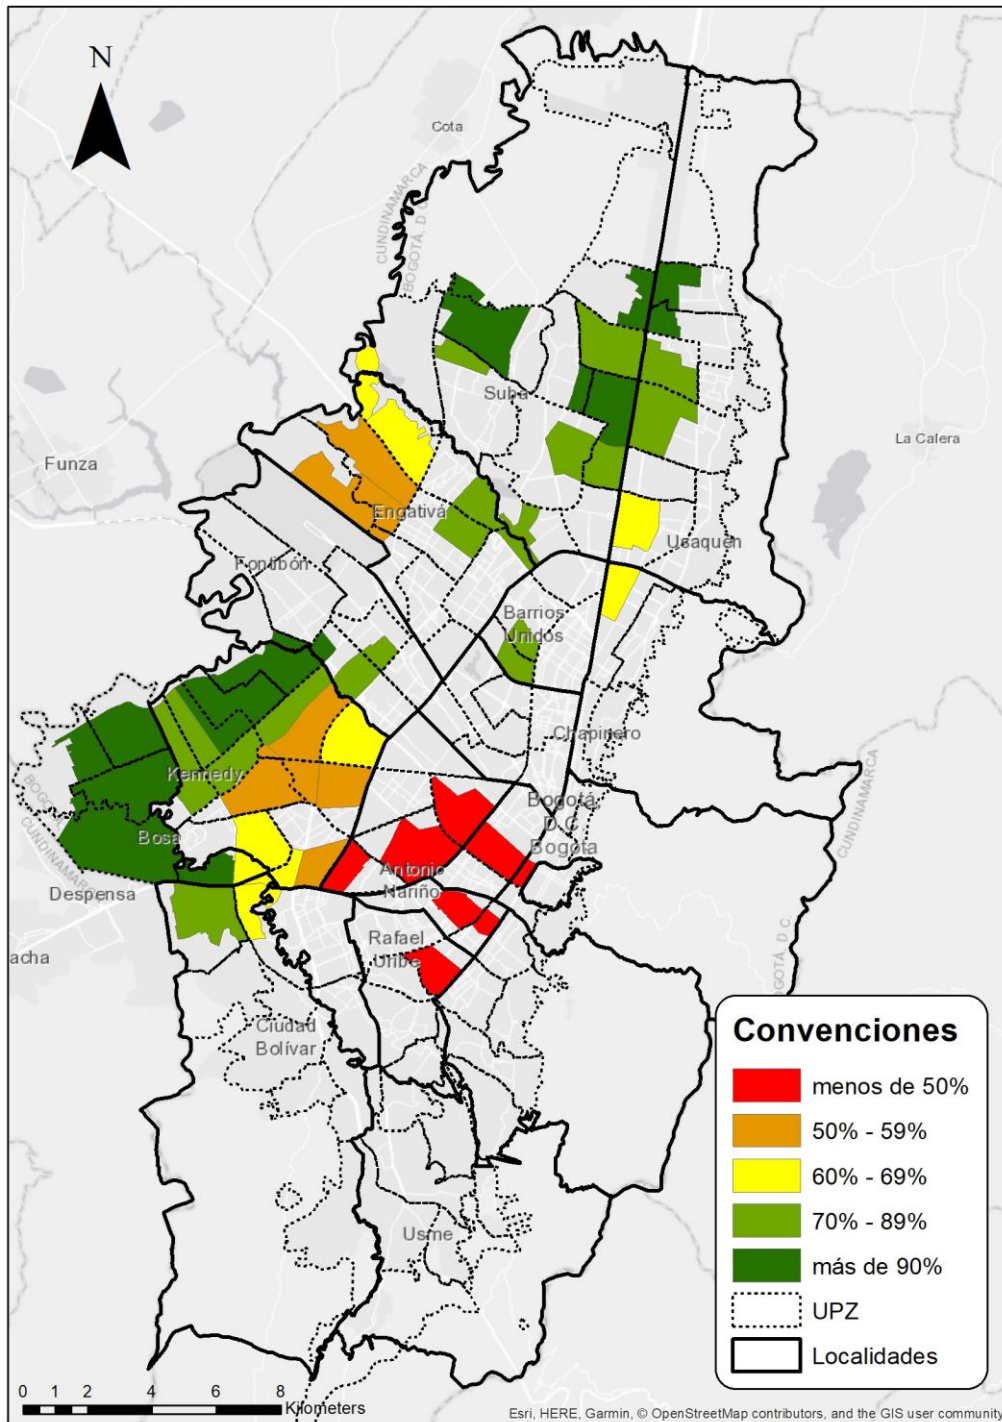 N
Cota
CUNDINAMARCA
BOGOTÁ, D.C.
Suba
La Calera
Funza
Engativá
Usaquén
Fontibón
Barrios
Unidos
Chapinero
Kennedy
Bogotá
D.C.
Bogota
CUNDINAMARCA
BOGOTÁ
CUNDINAMARCA
Bosa
Antonio
Nariño
Despensa
Rafael
Uribe
acha
BOGOTÁ, D.C.
Ciudad
Bolívar
Usme
Convenciones
menos de 50%
50% - 59%
60% - 69%
70% - 89%
más de 90%
UPZ
Localidades
0 1 2 4 6 8
Kilometers
Esri, HERE, Garmin, © OpenStreetMap contributors, and the GIS user community